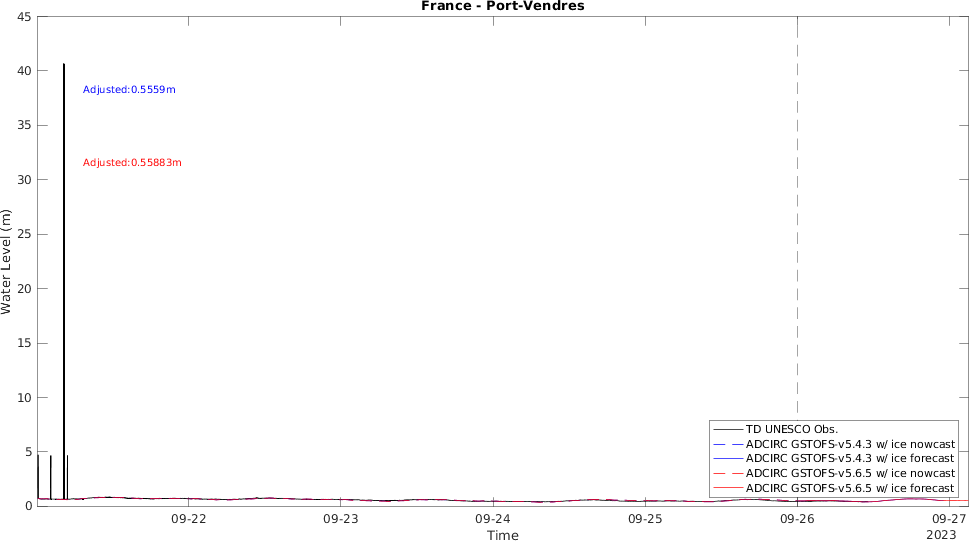 France - Port-Vendres
45
40
35
30
25
20
15
10
5
0
Water Level (m)
Adjusted:0.5559m
Adjusted:0.55883m
TD UNESCO Obs.
ADCIRC GSTOFS-v5.4.3 w/ ice nowcast
ADCIRC GSTOFS-v5.4.3 w/ ice forecast
ADCIRC GSTOFS-v5.6.5 w/ ice nowcast
ADCIRC GSTOFS-v5.6.5 w/ ice forecast
09-22 09-23 09-24 09-25 09-26 09-27
Time
2023